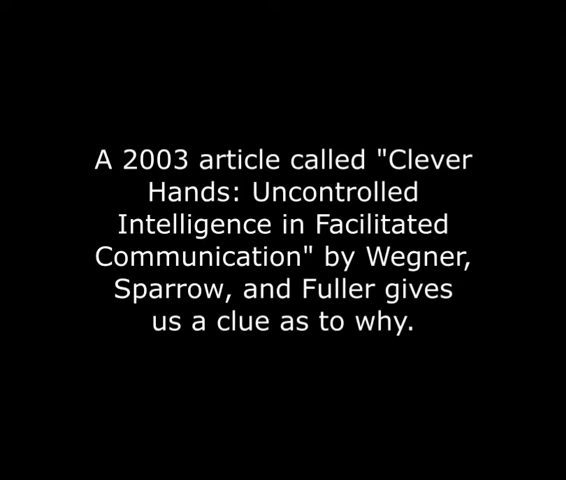 A 2003 article called "Clever
Hands: Uncontrolled
Intelligence in Facilitated
Communication" by Wegner,
Sparrow, and Fuller gives
us a clue as to why.